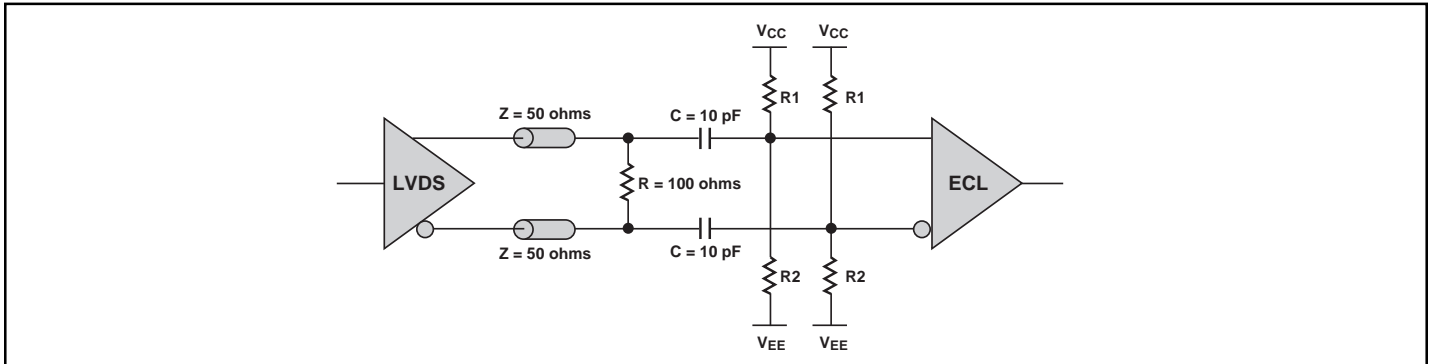 VCC VCC
R1 R1
Z = 50 ohms C = 10 pF
LVDS R = 100 ohms ECL
Z = 50 ohms C = 10 pF
R2 R2
VEE VEE